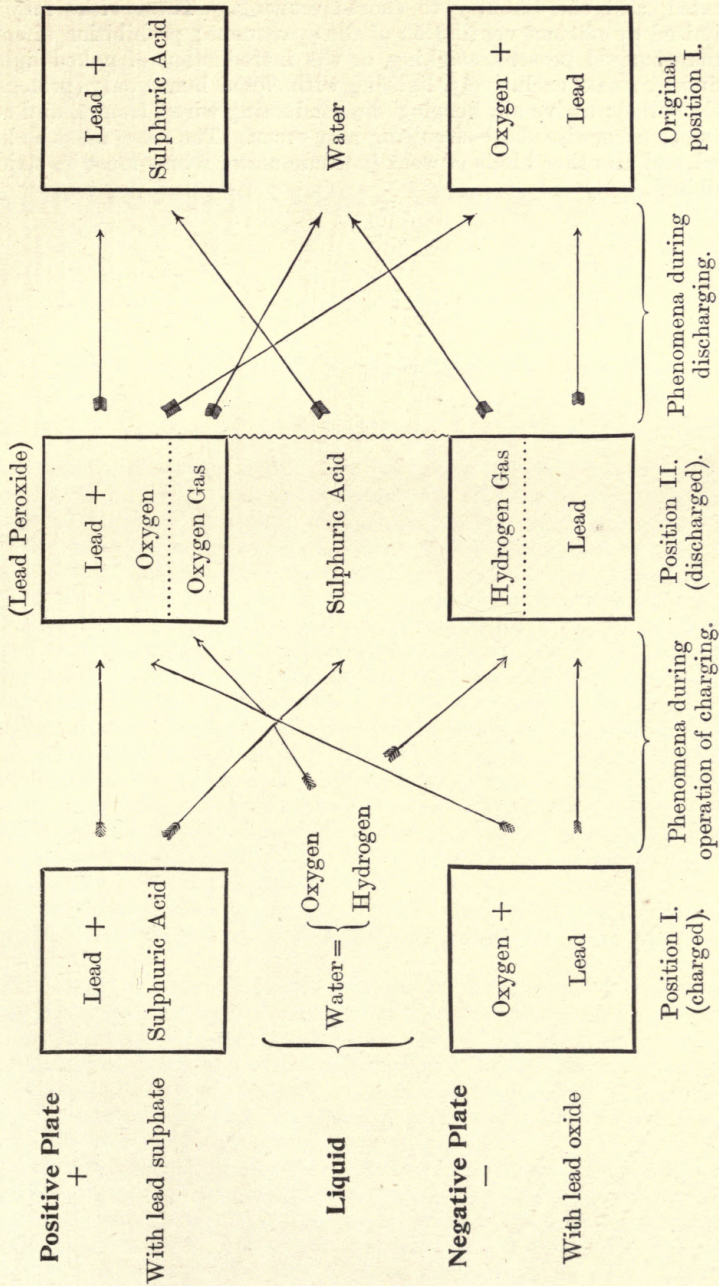 Positive Plate
+
With lead sulphate
Liquid
Negative Plate
—
With lead oxide
Lead +
Sulphuric Acid
Water = { Oxygen
Hydrogen
Oxygen +
Lead
Position I.
(charged).
Phenomena during
operation of charging.
(Lead Peroxide)
Lead +
Oxygen
Oxygen Gas
Sulphuric Acid
Hydrogen Gas
Lead
Position II.
(discharged).
Phenomena during
discharging.
Lead +
Sulphuric Acid
Water
Oxygen +
Lead
Original
position I.